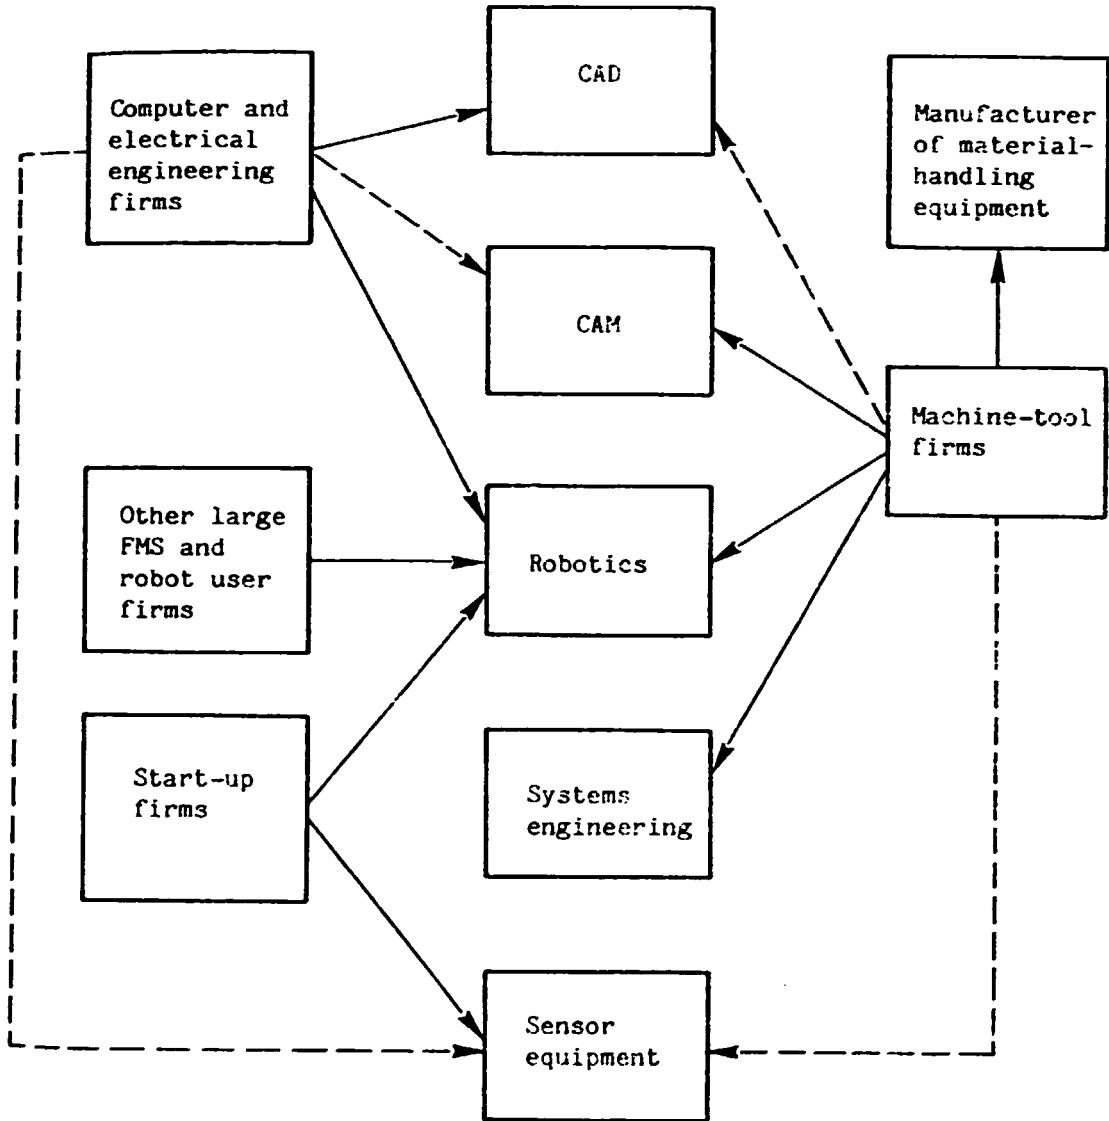 CAD
Computer and
electrical
engineering
firms
Manufacturer
of material-
handling
equipment
CAM
Machine-tool
firms
Other large
FMS and
robot user
firms
Robotics
Start-up
firms
Systems
engineering
Sensor
equipment